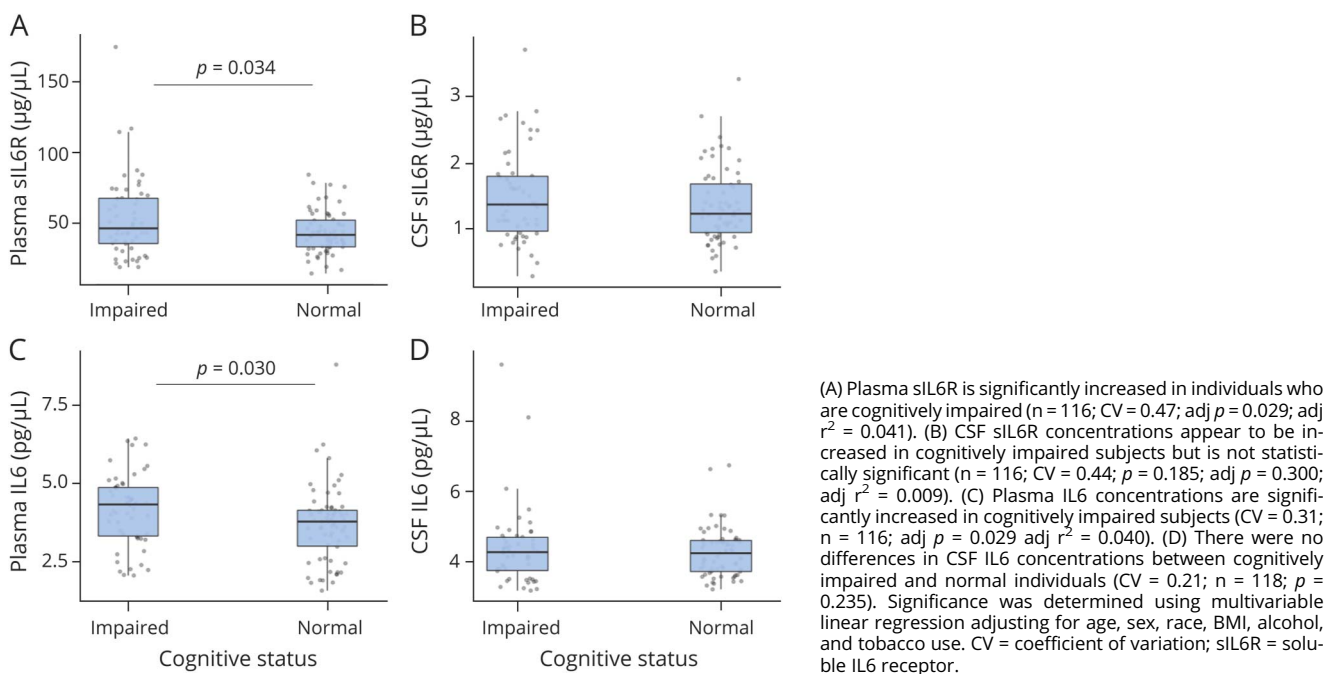 A
Plasma sIL6R (µg/µL)
150
100
50
p = 0.034
Impaired
Normal
B
CSF sIL6R (µg/µL)
3
2
1
Impaired
Normal
C
Plasma IL6 (pg/µL)
7.5
5.0
2.5
p = 0.030
Impaired
Normal
Cognitive status
D
CSF IL6 (pg/µL)
8
6
4
Impaired
Normal
Cognitive status
(A) Plasma sIL6R is significantly increased in individuals who
are cognitively impaired (n = 116; CV = 0.47; adj p = 0.029; adj
r² = 0.041). (B) CSF sIL6R concentrations appear to be in-
creased in cognitively impaired subjects but is not statisti-
cally significant (n = 116; CV = 0.44; p = 0.185; adj p = 0.300;
adj r² = 0.009). (C) Plasma IL6 concentrations are signifi-
cantly increased in cognitively impaired subjects (CV = 0.31;
n = 116; adj p = 0.029 adj r² = 0.040). (D) There were no
differences in CSF IL6 concentrations between cognitively
impaired and normal individuals (CV = 0.21; n = 118; p =
0.235). Significance was determined using multivariable
linear regression adjusting for age, sex, race, BMI, alcohol,
and tobacco use. CV = coefficient of variation; sIL6R = solu-
ble IL6 receptor.